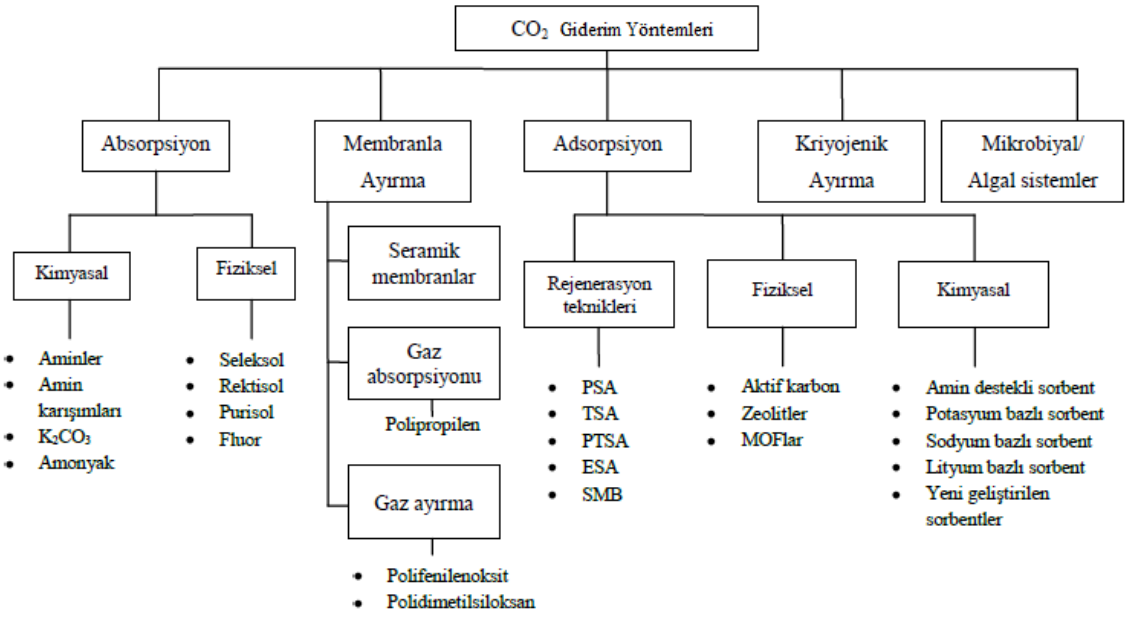 CO₂ Giderim Yöntemleri
Absorpsiyon
Membranla
Ayırma
Adsorpsiyon
Kriyojenik
Ayırma
Mikrobiyal/
Algal sistemler
Kimyasal
Fiziksel
Seramik
membranlar
Rejenerasyon
teknikleri
Fiziksel
Kimyasal
• Aminler
• Amin
karışımları
• K₂CO₃
• Amonyak
• Seleksol
• Rektisol
• Purisol
• Fluor
Gaz
absorpsiyonu
Polipropilen
Gaz ayırma
• Polifenilenoksit
• Polidimetilsiloksan
• PSA
• TSA
• PTSA
• ESA
• SMB
• Aktif karbon
• Zeolitler
• MOFlar
• Amin destekli sorbent
• Potasyum bazlı sorbent
• Sodyum bazlı sorbent
• Lityum bazlı sorbent
• Yeni geliştirilen
sorbentler